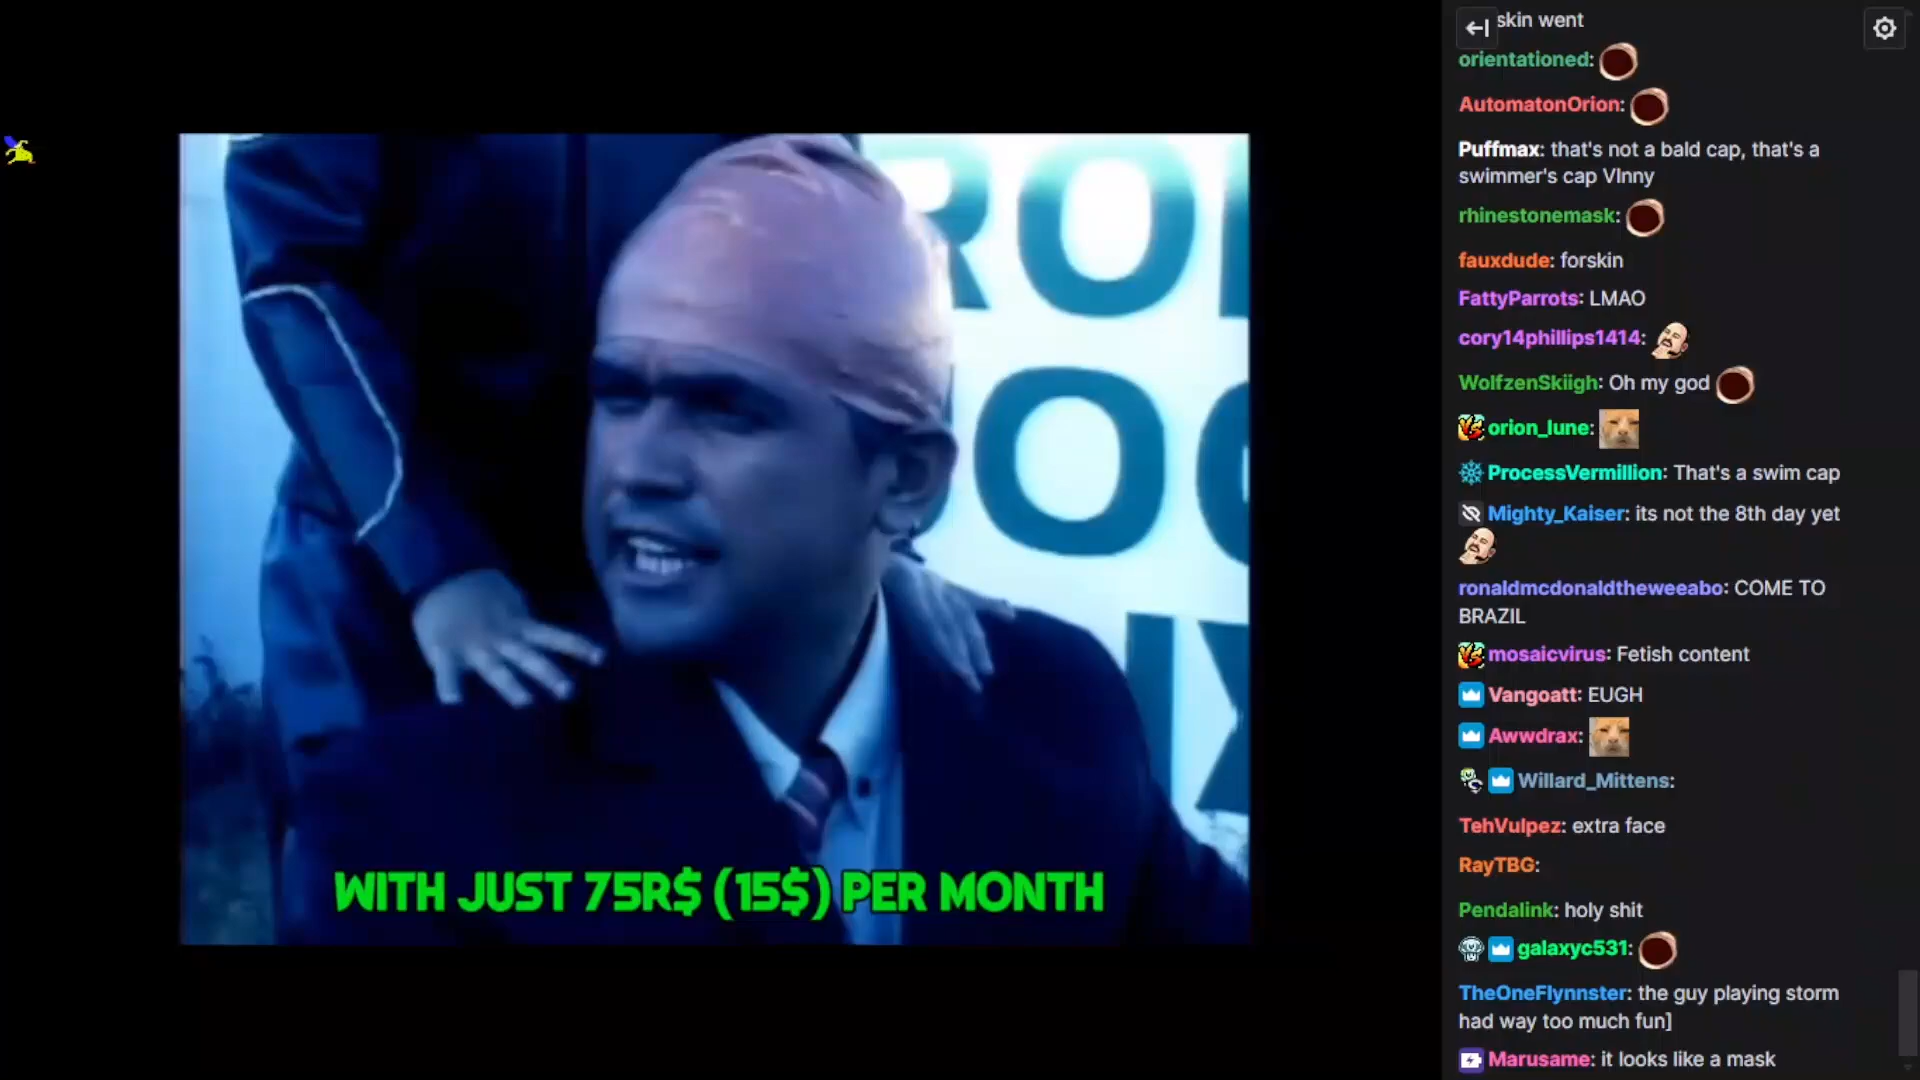 RO
OG
WITH JUST 75R$ (15$) PER MONTH
skin went
orientationed:
AutomatonOrion:
Puffmax: that's not a bald cap, that's a
swimmer's cap VInny
rhinestonemask:
fauxdude: forskin
FattyParrots: LMAO
cory14phillips1414:
WolfzenSkiigh: Oh my god
orion_lune:
ProcessVermillion: That's a swim cap
Mighty_Kaiser: its not the 8th day yet
ronaldmcdonaldtheweeabo: COME TO
BRAZIL
mosaicvirus: Fetish content
Vangoatt: EUGH
Awwdrax:
Willard_Mittens:
TehVulpez: extra face
RayTBG:
Pendalink: holy shit
galaxyc531:
TheOneFlynnster: the guy playing storm
had way too much fun]
Marusame: it looks like a mask